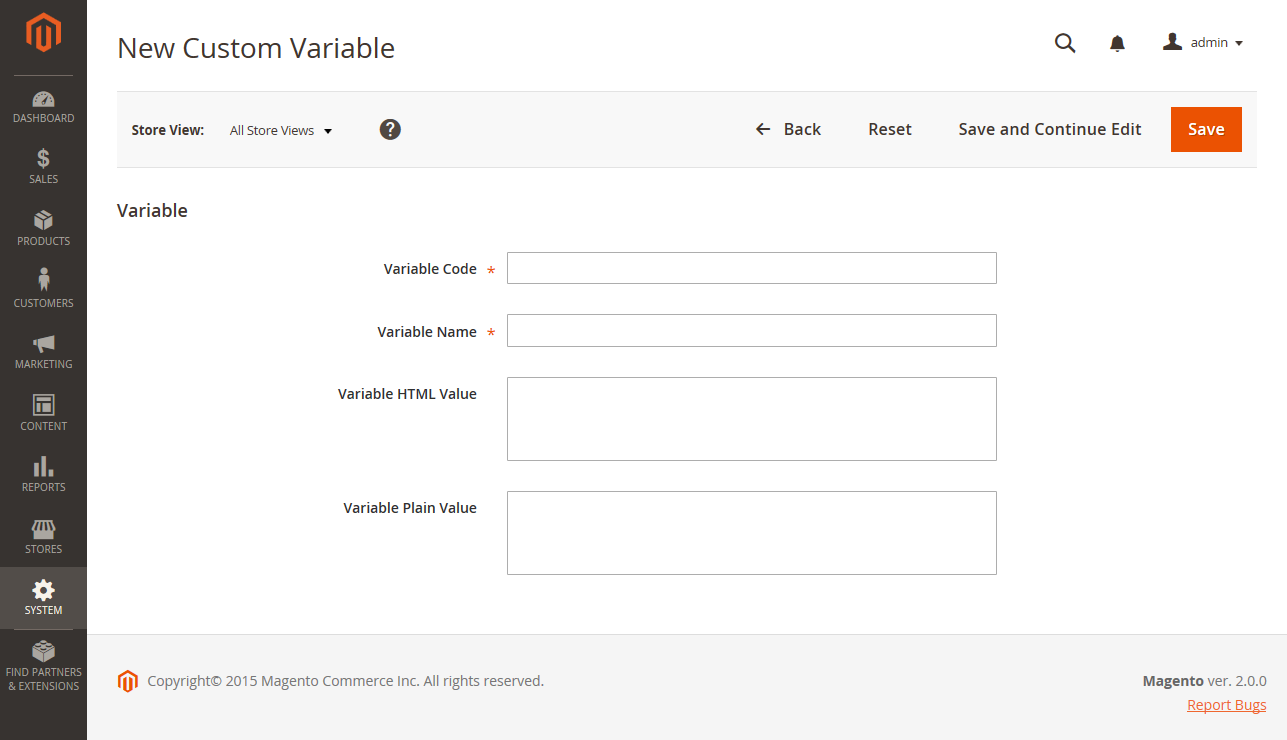 New Custom Variable
admin
Store View: All Store Views ? Back Reset Save and Continue Edit Save
DASHBOARD
SALES
PRODUCTS
CUSTOMERS
MARKETING
CONTENT
REPORTS
STORES
SYSTEM
FIND PARTNERS
& EXTENSIONS
Variable
Variable Code *
Variable Name *
Variable HTML Value
Variable Plain Value
Copyright© 2015 Magento Commerce Inc. All rights reserved.
Magento ver. 2.0.0
Report Bugs